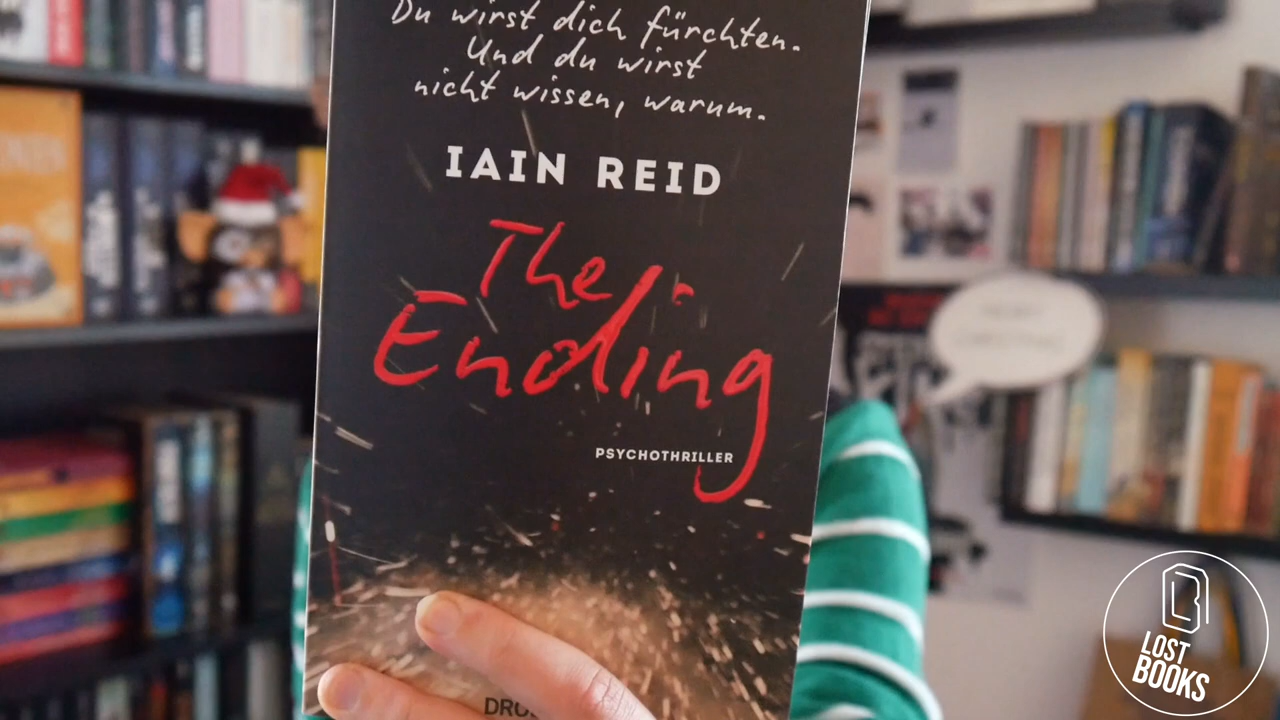 Du wirst dich fürchten.
Und du wirst
nicht wissen, warum.
IAIN REID
The
Ending
PSYCHOTHRILLER
LOST
BOOKS